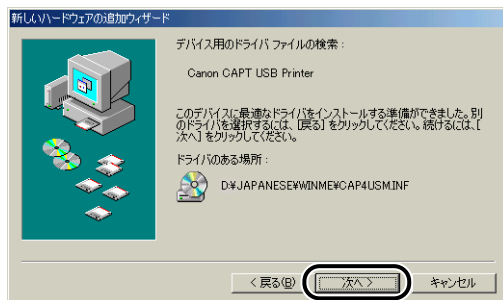 新しいハードウェアの追加ウィザード
デバイス用のドライバ ファイルの検索:
Canon CAPT USB Printer
このデバイスに最適なドライバをインストールする準備ができました。別
のドライバを選択するには、[戻る] をクリックしてください。続けるには、[
次へ] をクリックしてください。
ドライバのある場所:
D:¥JAPANESE¥WINME¥CAP4USM.INF
< 戻る(B)
次へ >
キャンセル